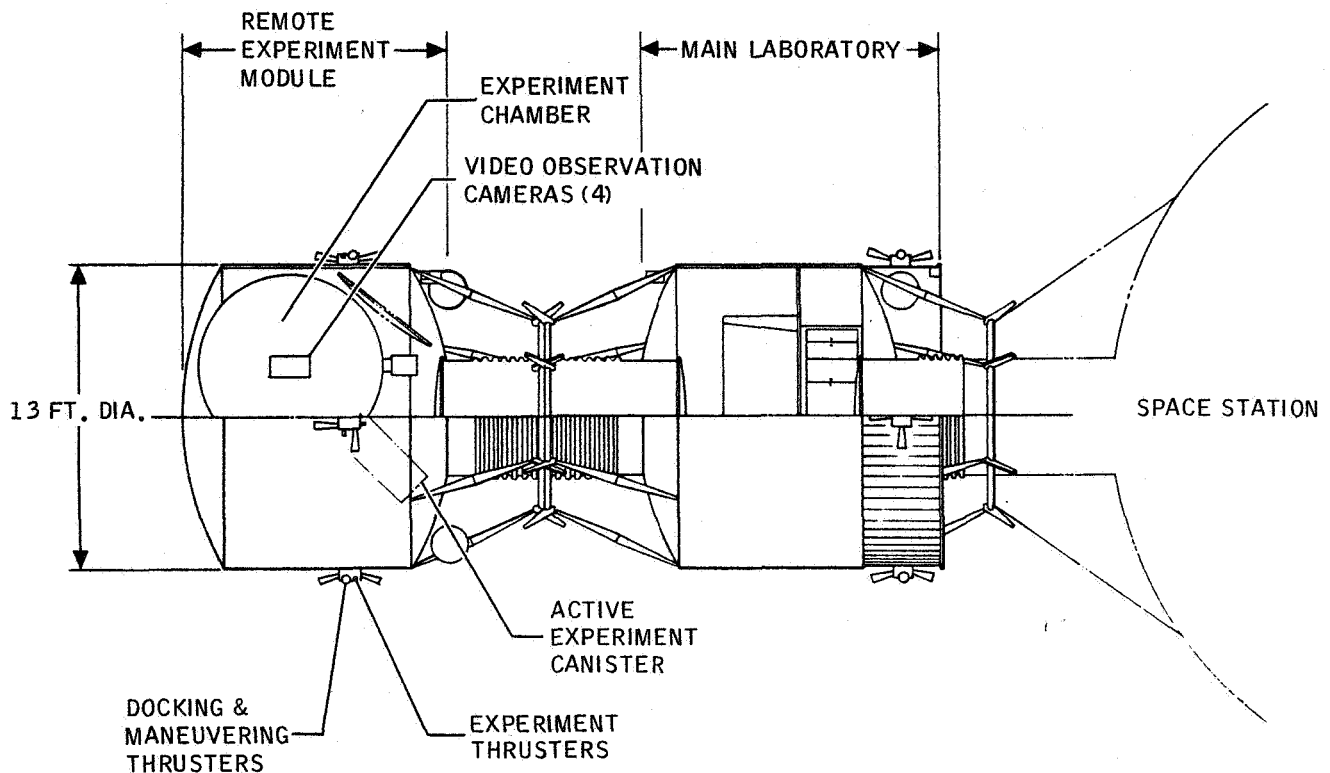 REMOTE
EXPERIMENT
MODULE
MAIN LABORATORY
EXPERIMENT
CHAMBER
VIDEO OBSERVATION
CAMERAS (4)
13 FT. DIA.
SPACE STATION
ACTIVE
EXPERIMENT
CANISTER
DOCKING &
MANEUVERING
THRUSTERS
EXPERIMENT
THRUSTERS